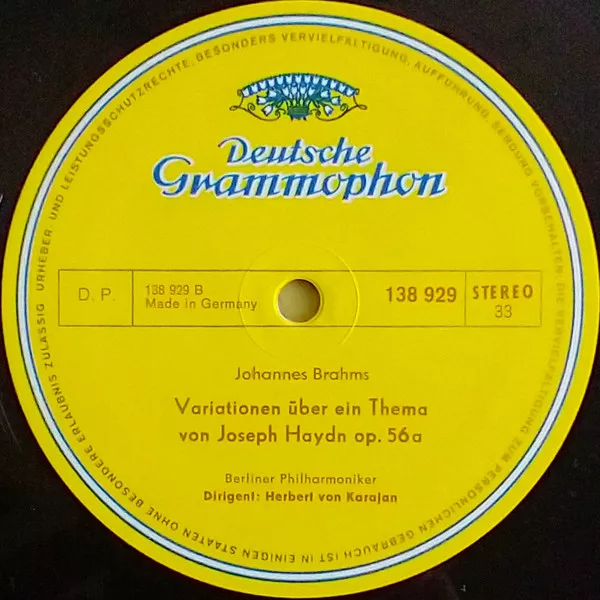 URHEBER- UND LEISTUNGSSCHUTZRECHTE, BESONDERS VERVIELFÄLTIGUNG, AUFFÜHRUNG, SENDUNG VORBEHALTEN. DIE VERVIELFÄLTIGUNG ZUM PERSÖNLICHEN GEBRAUCH IST IN EINIGEN STAATEN OHNE BESONDERE ERLAUBNIS ZULÄSSIG
Deutsche
Grammophon
D. P.
138 929 B
Made in Germany
138 929
STEREO
33
Johannes Brahms
Variationen über ein Thema
von Joseph Haydn op. 56a
Berliner Philharmoniker
Dirigent: Herbert von Karajan